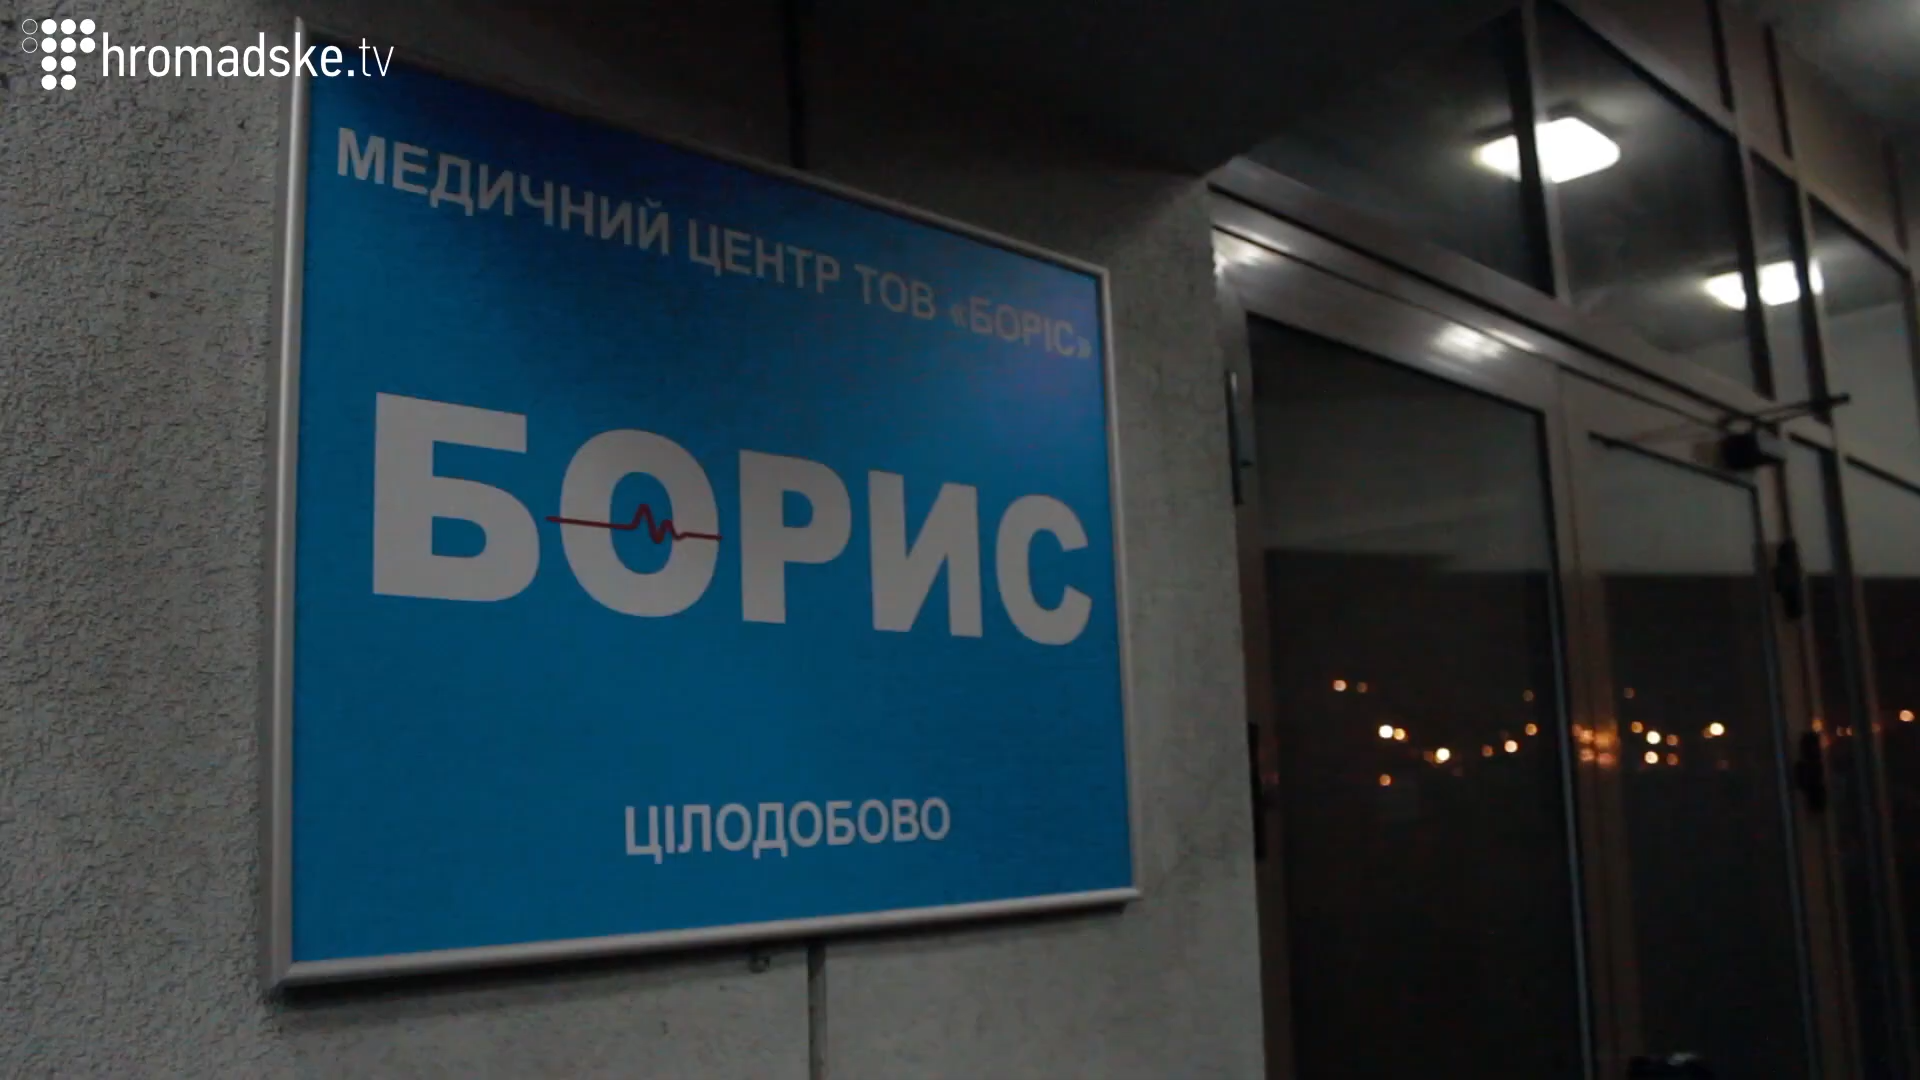 hromadske.tv
МЕДИЧНИЙ ЦЕНТР ТОВ «БОРІС»
БОРИС
ЦІЛОДОБОВО